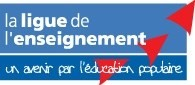 la ligue de
l'enseignement
un avenir par l'éducation populaire